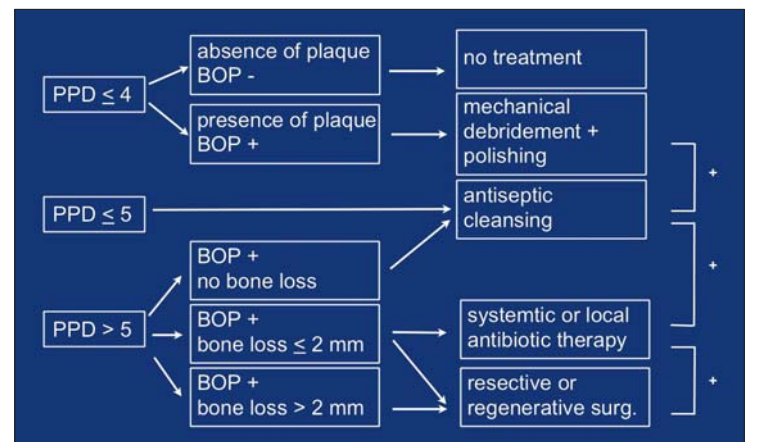 PPD ≤ 4
absence of plaque
BOP -
no treatment
presence of plaque
BOP +
mechanical
debridement +
polishing
+
PPD ≤ 5
antiseptic
cleansing
+
PPD > 5
BOP +
no bone loss
BOP +
bone loss ≤ 2 mm
systemtic or local
antibiotic therapy
+
BOP +
bone loss > 2 mm
resective or
regenerative surg.